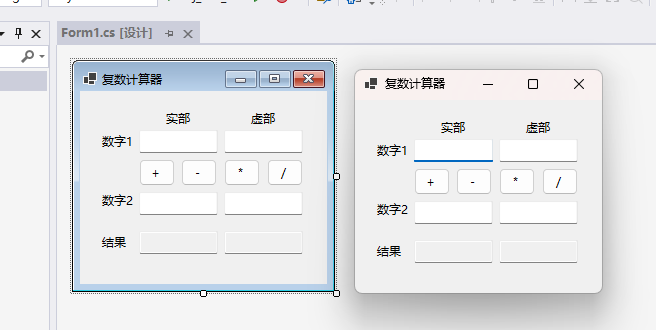 Form1.cs [设计]
复数计算器
实部 虚部
数字1
+ - * /
数字2
结果
复数计算器
实部 虚部
数字1
+ - * /
数字2
结果